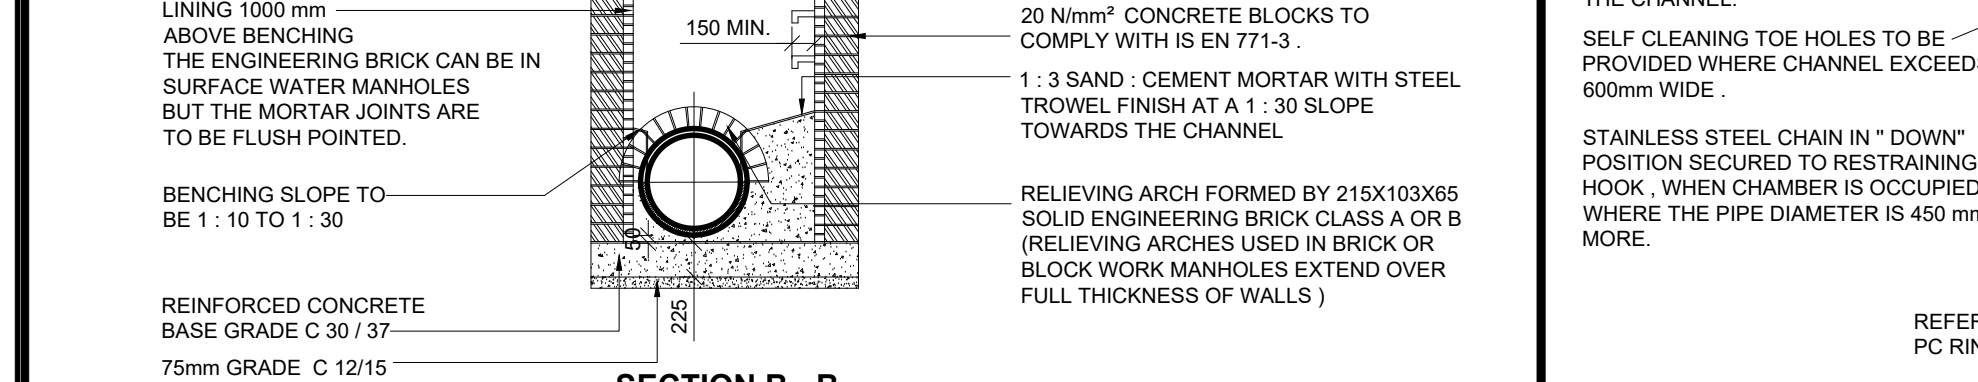 LINING 1000 mm
ABOVE BENCHING
THE ENGINEERING BRICK CAN BE IN
SURFACE WATER MANHOLES
BUT THE MORTAR JOINTS ARE
TO BE FLUSH POINTED.
BENCHING SLOPE TO
BE 1 : 10 TO 1 : 30
REINFORCED CONCRETE
BASE GRADE C 30 / 37
75mm GRADE C 12/15
150 MIN.
50
225
SECTION B - B
20 N/mm² CONCRETE BLOCKS TO
COMPLY WITH IS EN 771-3 .
1 : 3 SAND : CEMENT MORTAR WITH STEEL
TROWEL FINISH AT A 1 : 30 SLOPE
TOWARDS THE CHANNEL
RELIEVING ARCH FORMED BY 215X103X65
SOLID ENGINEERING BRICK CLASS A OR B
(RELIEVING ARCHES USED IN BRICK OR
BLOCK WORK MANHOLES EXTEND OVER
FULL THICKNESS OF WALLS )
THE CHANNEL.
SELF CLEANING TOE HOLES TO BE
PROVIDED WHERE CHANNEL EXCEEDS
600mm WIDE .
STAINLESS STEEL CHAIN IN " DOWN"
POSITION SECURED TO RESTRAINING
HOOK , WHEN CHAMBER IS OCCUPIED
WHERE THE PIPE DIAMETER IS 450 mm
MORE.